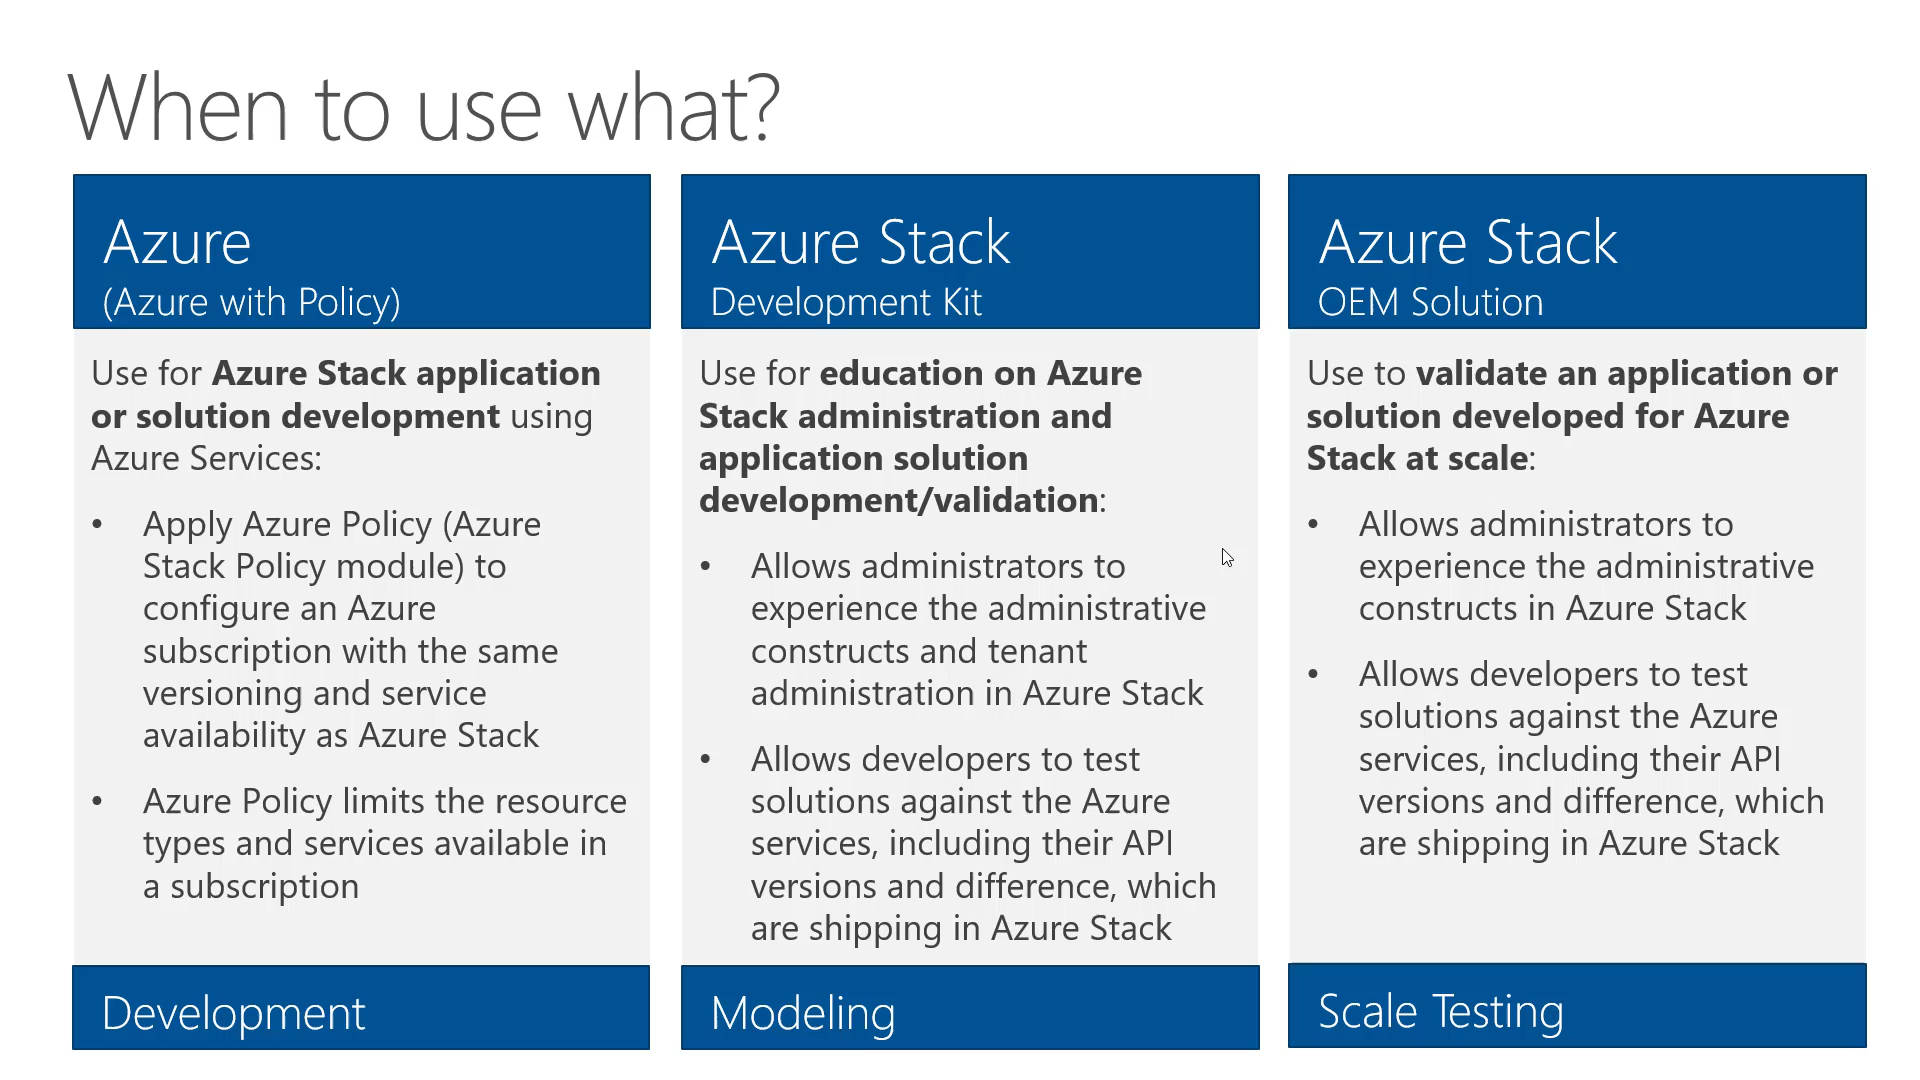 When to use what?
Azure
(Azure with Policy)
Use for Azure Stack application
or solution development using
Azure Services:
• Apply Azure Policy (Azure
Stack Policy module) to
configure an Azure
subscription with the same
versioning and service
availability as Azure Stack
• Azure Policy limits the resource
types and services available in
a subscription
Development
Azure Stack
Development Kit
Use for education on Azure
Stack administration and
application solution
development/validation:
• Allows administrators to
experience the administrative
constructs and tenant
administration in Azure Stack
• Allows developers to test
solutions against the Azure
services, including their API
versions and difference, which
are shipping in Azure Stack
Modeling
Azure Stack
OEM Solution
Use to validate an application or
solution developed for Azure
Stack at scale:
• Allows administrators to
experience the administrative
constructs in Azure Stack
• Allows developers to test
solutions against the Azure
services, including their API
versions and difference, which
are shipping in Azure Stack
Scale Testing